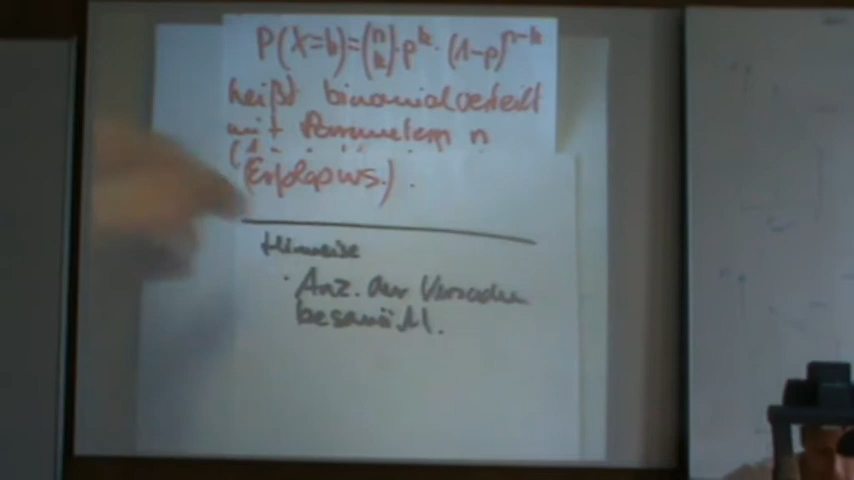 P(X=k)=(n k)·p^k·(1-p)^(n-k)
heißt binomialverteilt
mit Parametern n
(Erfolgsws.).
Hinweise
· Anz. der Versuche